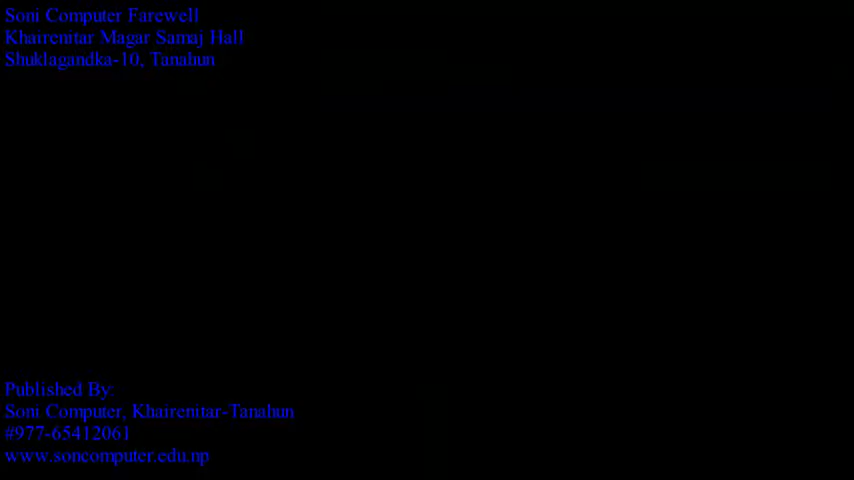 Soni Computer Farewell
Khairenitar Magar Samaj Hall
Shuklagandka-10, Tanahun
Published By:
Soni Computer, Khairenitar-Tanahun
#977-65412061
www.soncomputer.edu.np